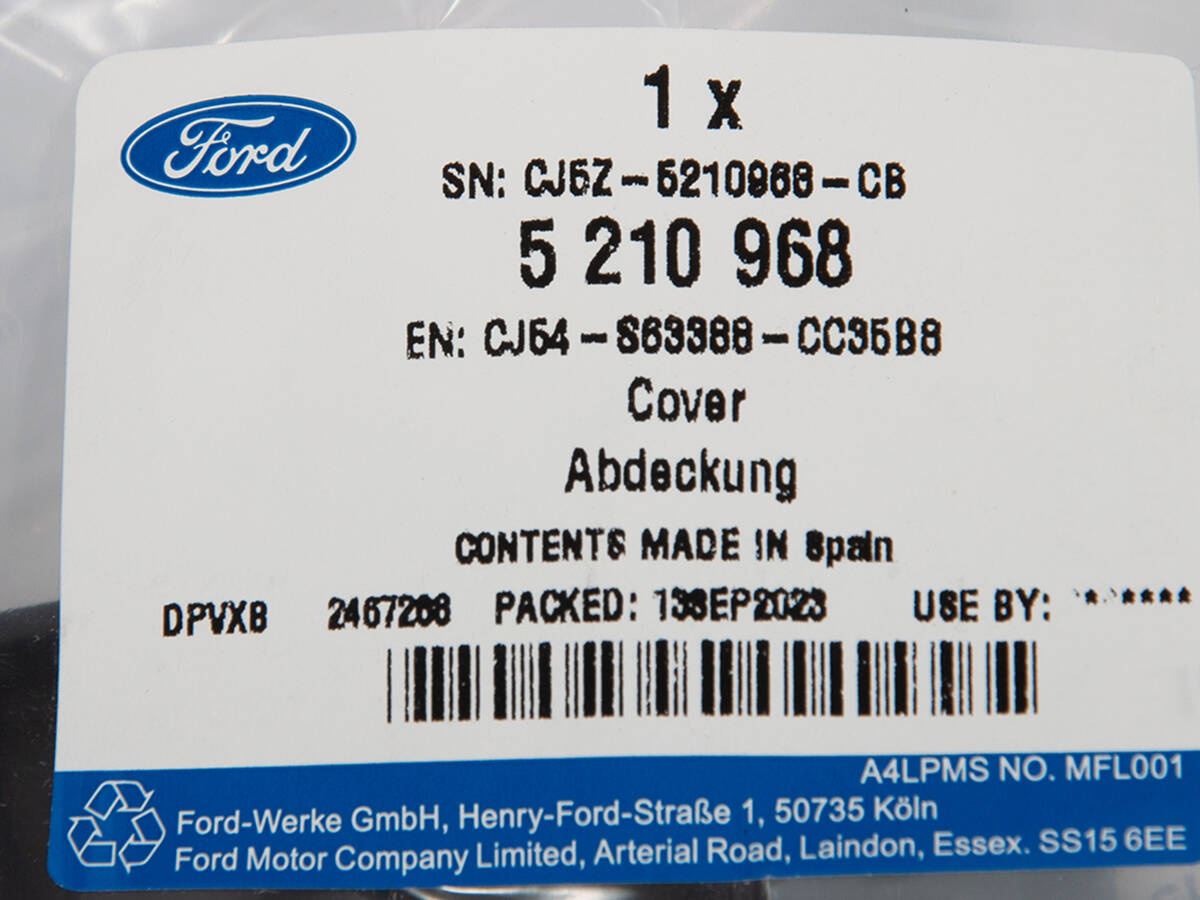 Ford
1 x
SN: CJ5Z-5210968-CB
5 210 968
EN: CJ54-S63388-CC35B8
Cover
Abdeckung
CONTENTS MADE IN Spain
DPVXB 2467268 PACKED: 13SEP2023 USE BY: *******
A4LPMS NO. MFL001
Ford-Werke GmbH, Henry-Ford-Straße 1, 50735 Köln
Ford Motor Company Limited, Arterial Road, Laindon, Essex. SS15 6EE